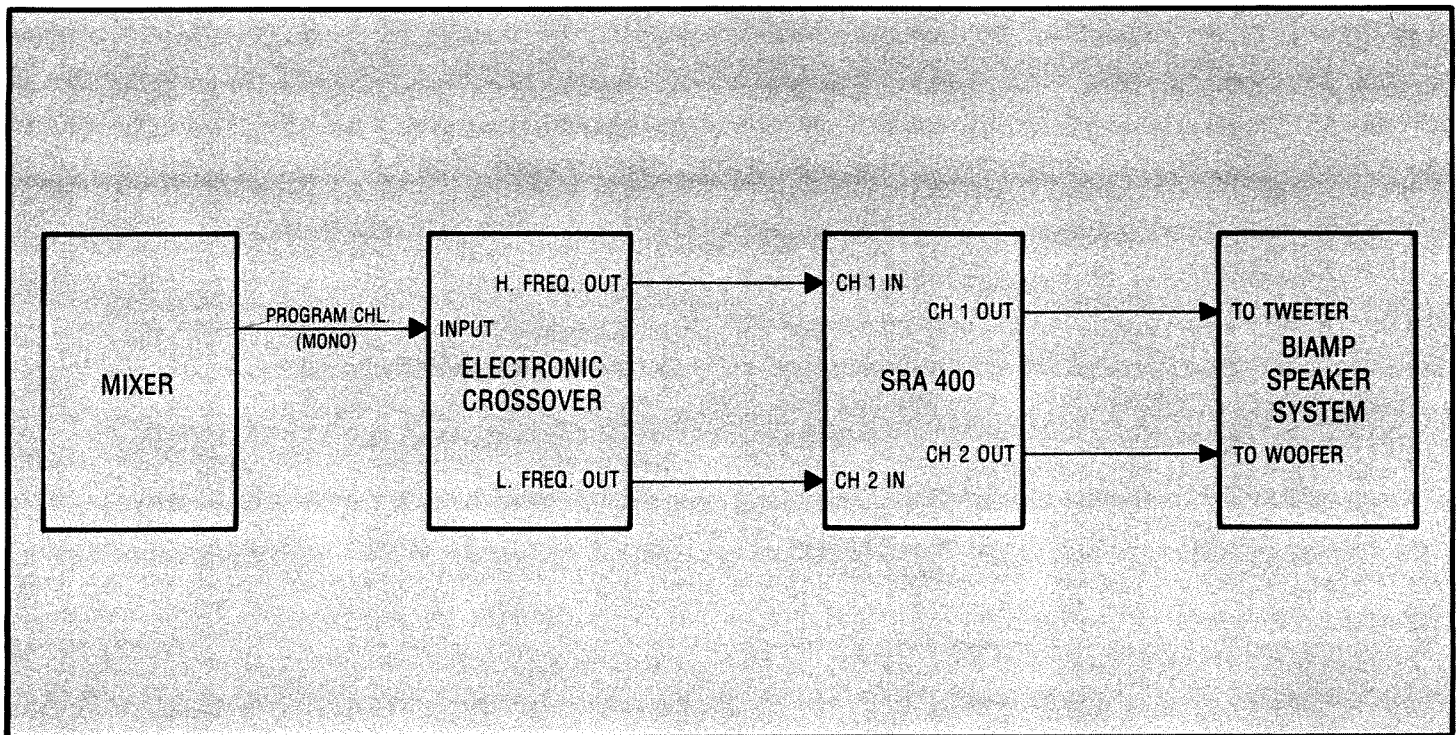 MIXER
PROGRAM CHL.
(MONO)
H. FREQ. OUT
INPUT
ELECTRONIC
CROSSOVER
L. FREQ. OUT
CH 1 IN
CH 1 OUT
SRA 400
CH 2 OUT
CH 2 IN
TO TWEETER
BIAMP
SPEAKER
SYSTEM
TO WOOFER